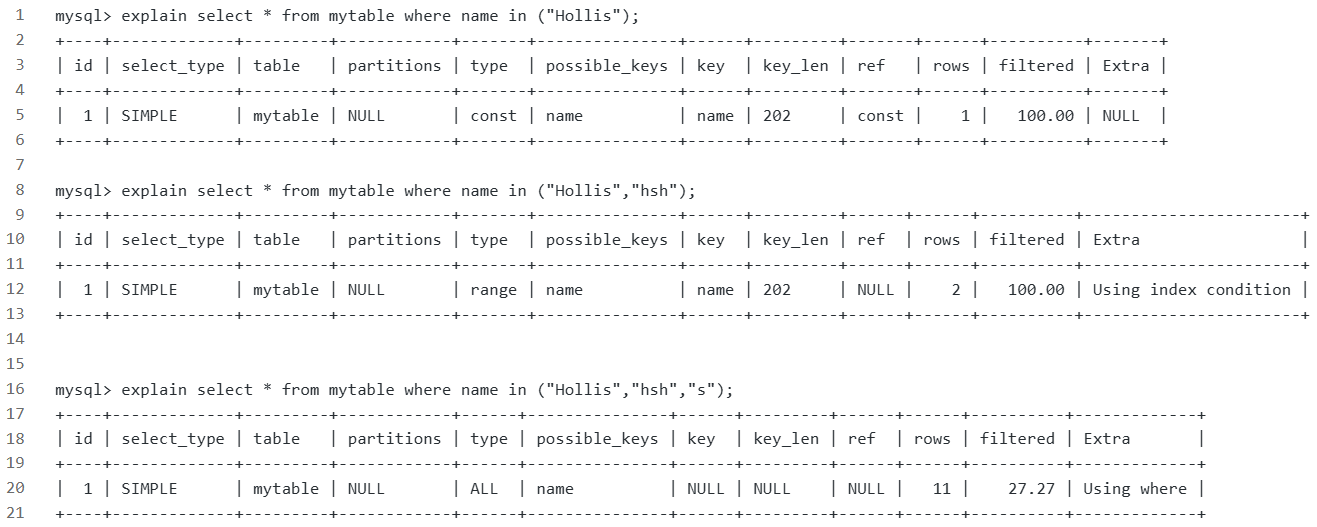 1 mysql> explain select * from mytable where name in ("Hollis");
2 +----+-------------+---------+------------+-------+---------------+------+---------+-------+------+----------+-------+
3 | id | select_type | table   | partitions | type  | possible_keys | key  | key_len | ref   | rows | filtered | Extra |
4 +----+-------------+---------+------------+-------+---------------+------+---------+-------+------+----------+-------+
5 |  1 | SIMPLE      | mytable | NULL       | const | name          | name | 202     | const |    1 |   100.00 | NULL  |
6 +----+-------------+---------+------------+-------+---------------+------+---------+-------+------+----------+-------+
7
8 mysql> explain select * from mytable where name in ("Hollis","hsh");
9 +----+-------------+---------+------------+-------+---------------+------+---------+------+------+----------+-----------------------+
10 | id | select_type | table   | partitions | type  | possible_keys | key  | key_len | ref  | rows | filtered | Extra                 |
11 +----+-------------+---------+------------+-------+---------------+------+---------+------+------+----------+-----------------------+
12 |  1 | SIMPLE      | mytable | NULL       | range | name          | name | 202     | NULL |    2 |   100.00 | Using index condition |
13 +----+-------------+---------+------------+-------+---------------+------+---------+------+------+----------+-----------------------+
14
15
16 mysql> explain select * from mytable where name in ("Hollis","hsh","s");
17 +----+-------------+---------+------------+------+---------------+------+---------+------+------+----------+-------------+
18 | id | select_type | table   | partitions | type | possible_keys | key  | key_len | ref  | rows | filtered | Extra       |
19 +----+-------------+---------+------------+------+---------------+------+---------+------+------+----------+-------------+
20 |  1 | SIMPLE      | mytable | NULL       | ALL  | name          | NULL | NULL    | NULL |   11 |    27.27 | Using where |
21 +----+-------------+---------+------------+------+---------------+------+---------+------+------+----------+-------------+